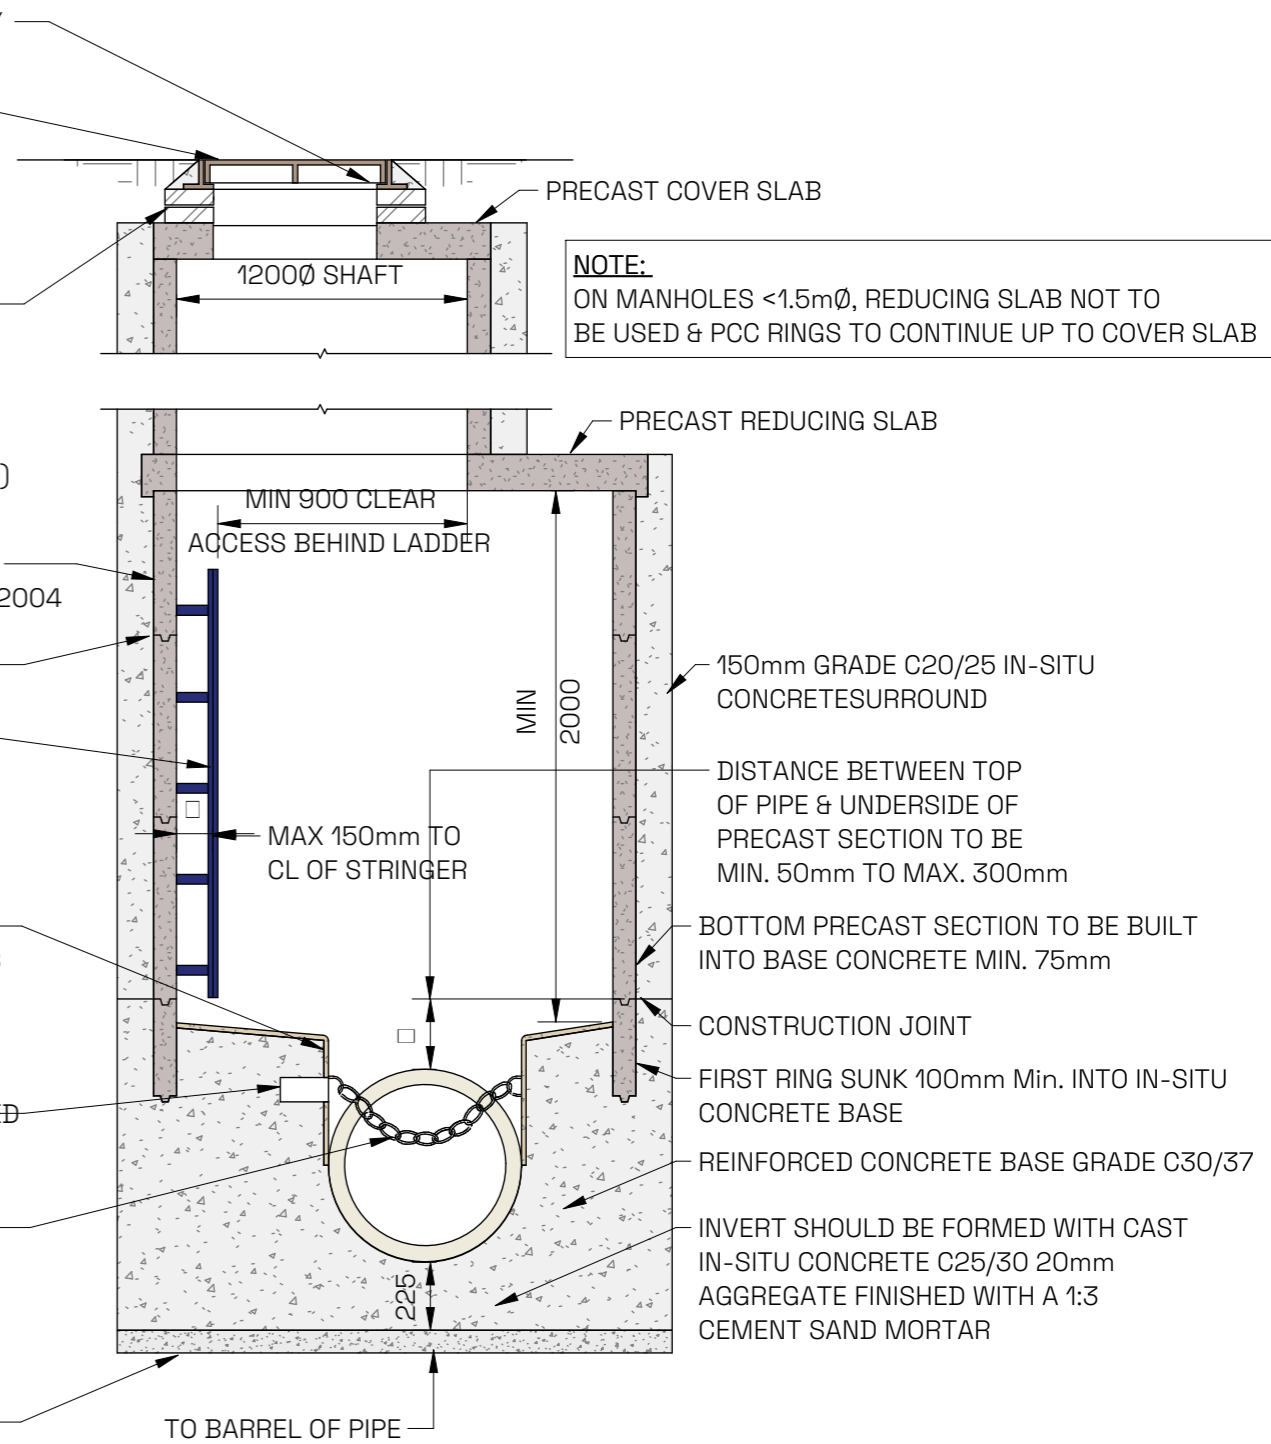 PRECAST COVER SLAB
NOTE:
ON MANHOLES <1.5mØ, REDUCING SLAB NOT TO
BE USED & PCC RINGS TO CONTINUE UP TO COVER SLAB
1200Ø SHAFT
PRECAST REDUCING SLAB
)
MIN 900 CLEAR
ACCESS BEHIND LADDER
2004
150mm GRADE C20/25 IN-SITU
CONCRETESURROUND
MIN
2000
DISTANCE BETWEEN TOP
OF PIPE & UNDERSIDE OF
PRECAST SECTION TO BE
MIN. 50mm TO MAX. 300mm
MAX 150mm TO
CL OF STRINGER
BOTTOM PRECAST SECTION TO BE BUILT
INTO BASE CONCRETE MIN. 75mm
CONSTRUCTION JOINT
FIRST RING SUNK 100mm Min. INTO IN-SITU
CONCRETE BASE
REINFORCED CONCRETE BASE GRADE C30/37
INVERT SHOULD BE FORMED WITH CAST
IN-SITU CONCRETE C25/30 20mm
AGGREGATE FINISHED WITH A 1:3
CEMENT SAND MORTAR
225
TO BARREL OF PIPE